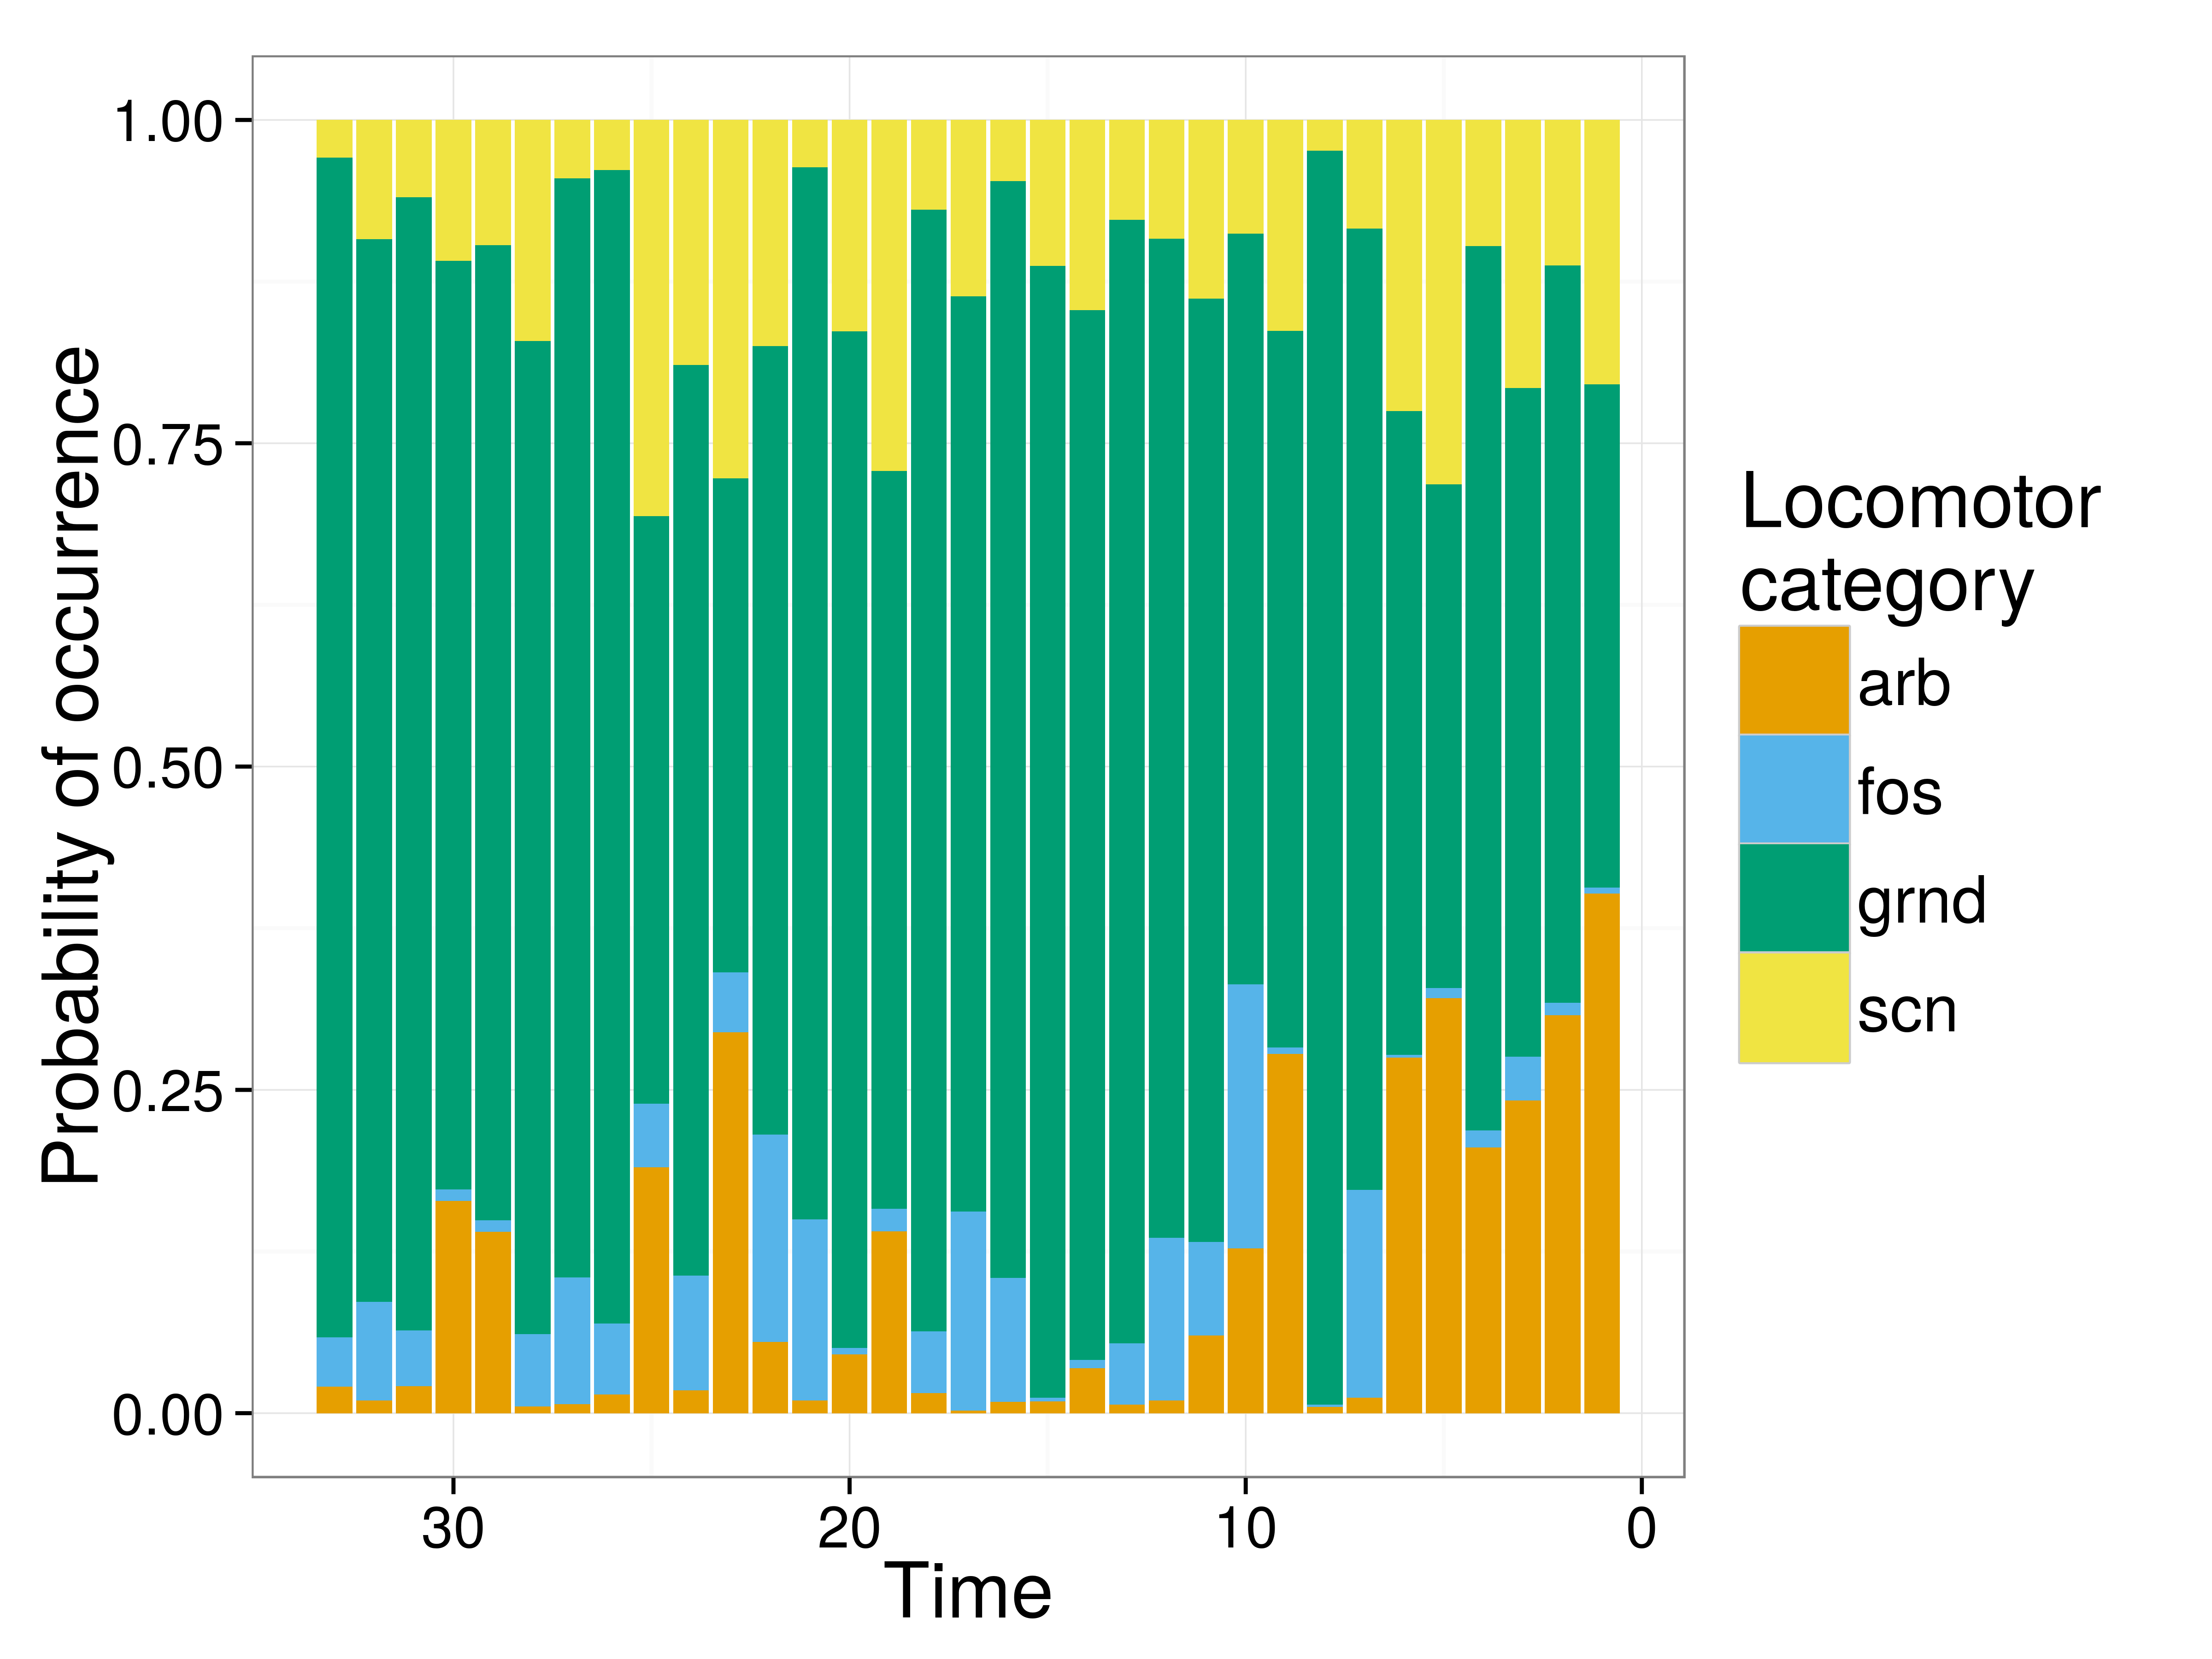 Probability of occurrence
1.00
0.75
0.50
0.25
0.00
30 20 10 0
Time
Locomotor
category
arb
fos
grnd
scn